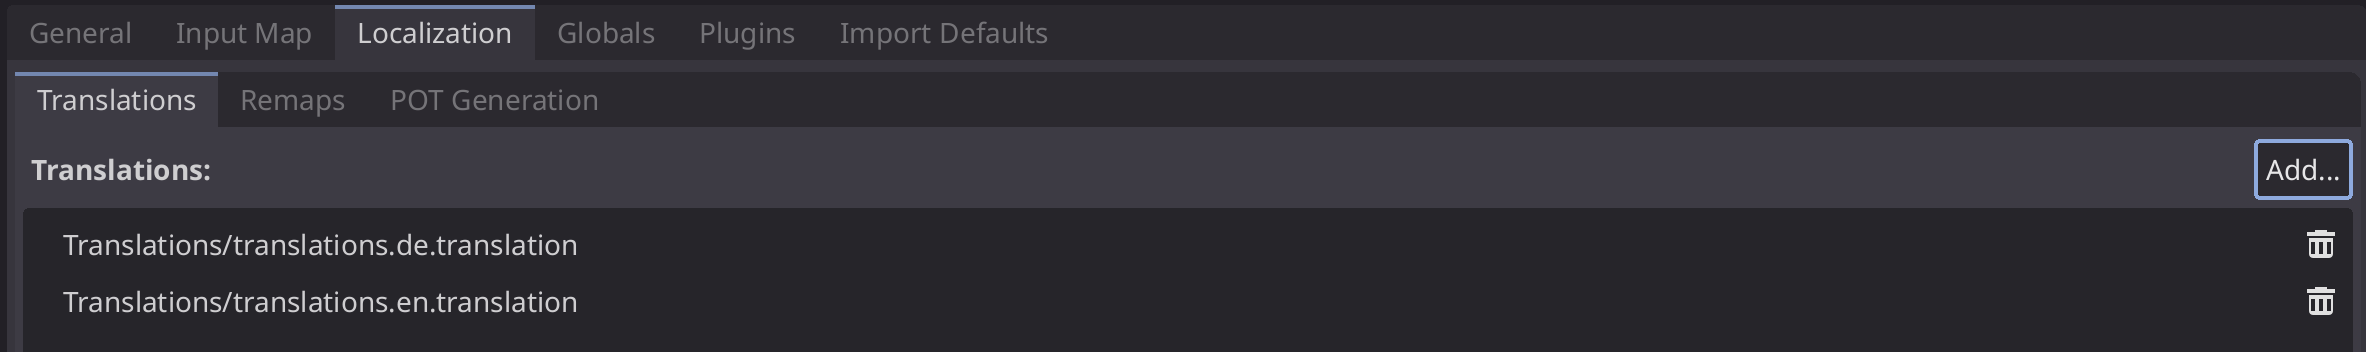 General Input Map Localization Globals Plugins Import Defaults
Translations Remaps POT Generation
Translations: Add...
Translations/translations.de.translation
Translations/translations.en.translation